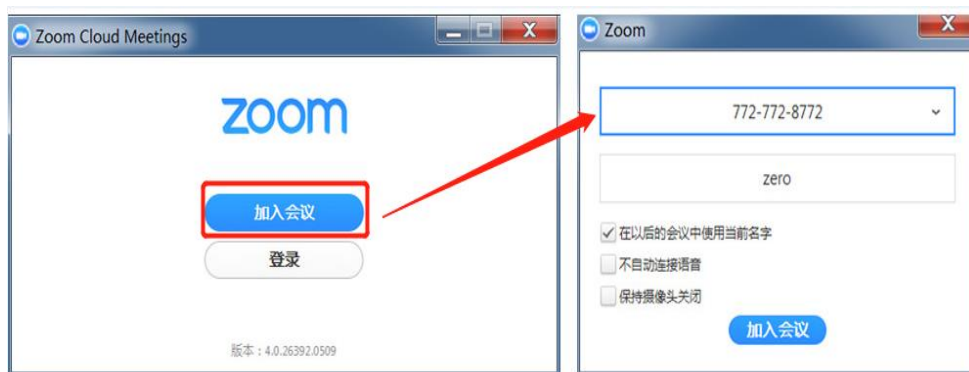 Zoom Cloud Meetings
zoom
加入会议
登录
版本：4.0.26392.0509
Zoom
772-772-8772
zero
在以后的会议中使用当前名字
不自动连接语音
保持摄像头关闭
加入会议